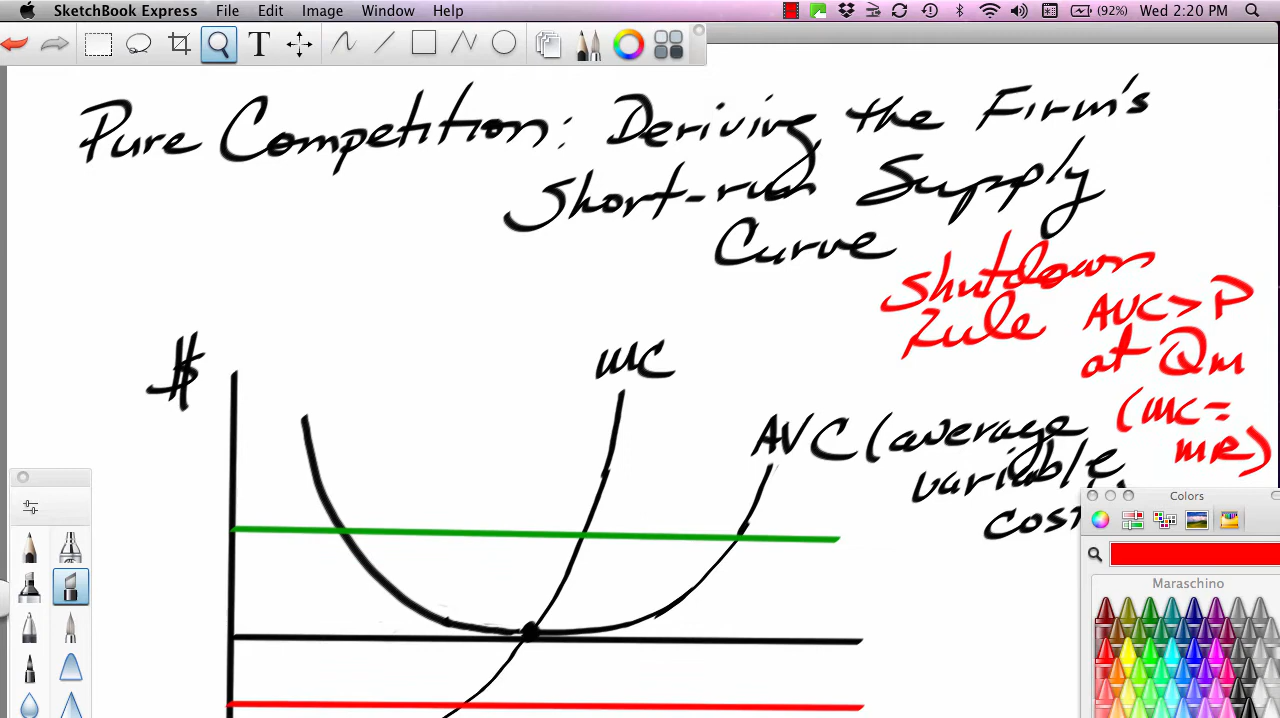 SketchBook Express File Edit Image Window Help (92%) Wed 2:20 PM
T
Pure Competition: Deriving the Firm's
Short-run Supply
Curve
Shutdown
Rule AVC > P
at Qm
(MC =
MR)
$
MC
AVC (average
variable
cost
Colors
Maraschino